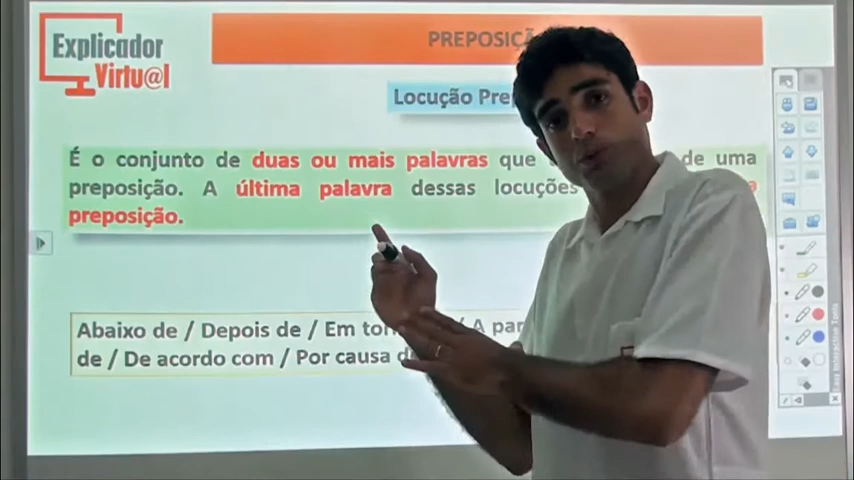 Explicador
Virtu@l
PREPOSIÇ
Locução Pre
É o conjunto de duas ou mais palavras que de uma
preposição. A última palavra dessas locuções a
preposição.
Abaixo de / Depois de / Em tor / A par
de / De acordo com / Por causa d